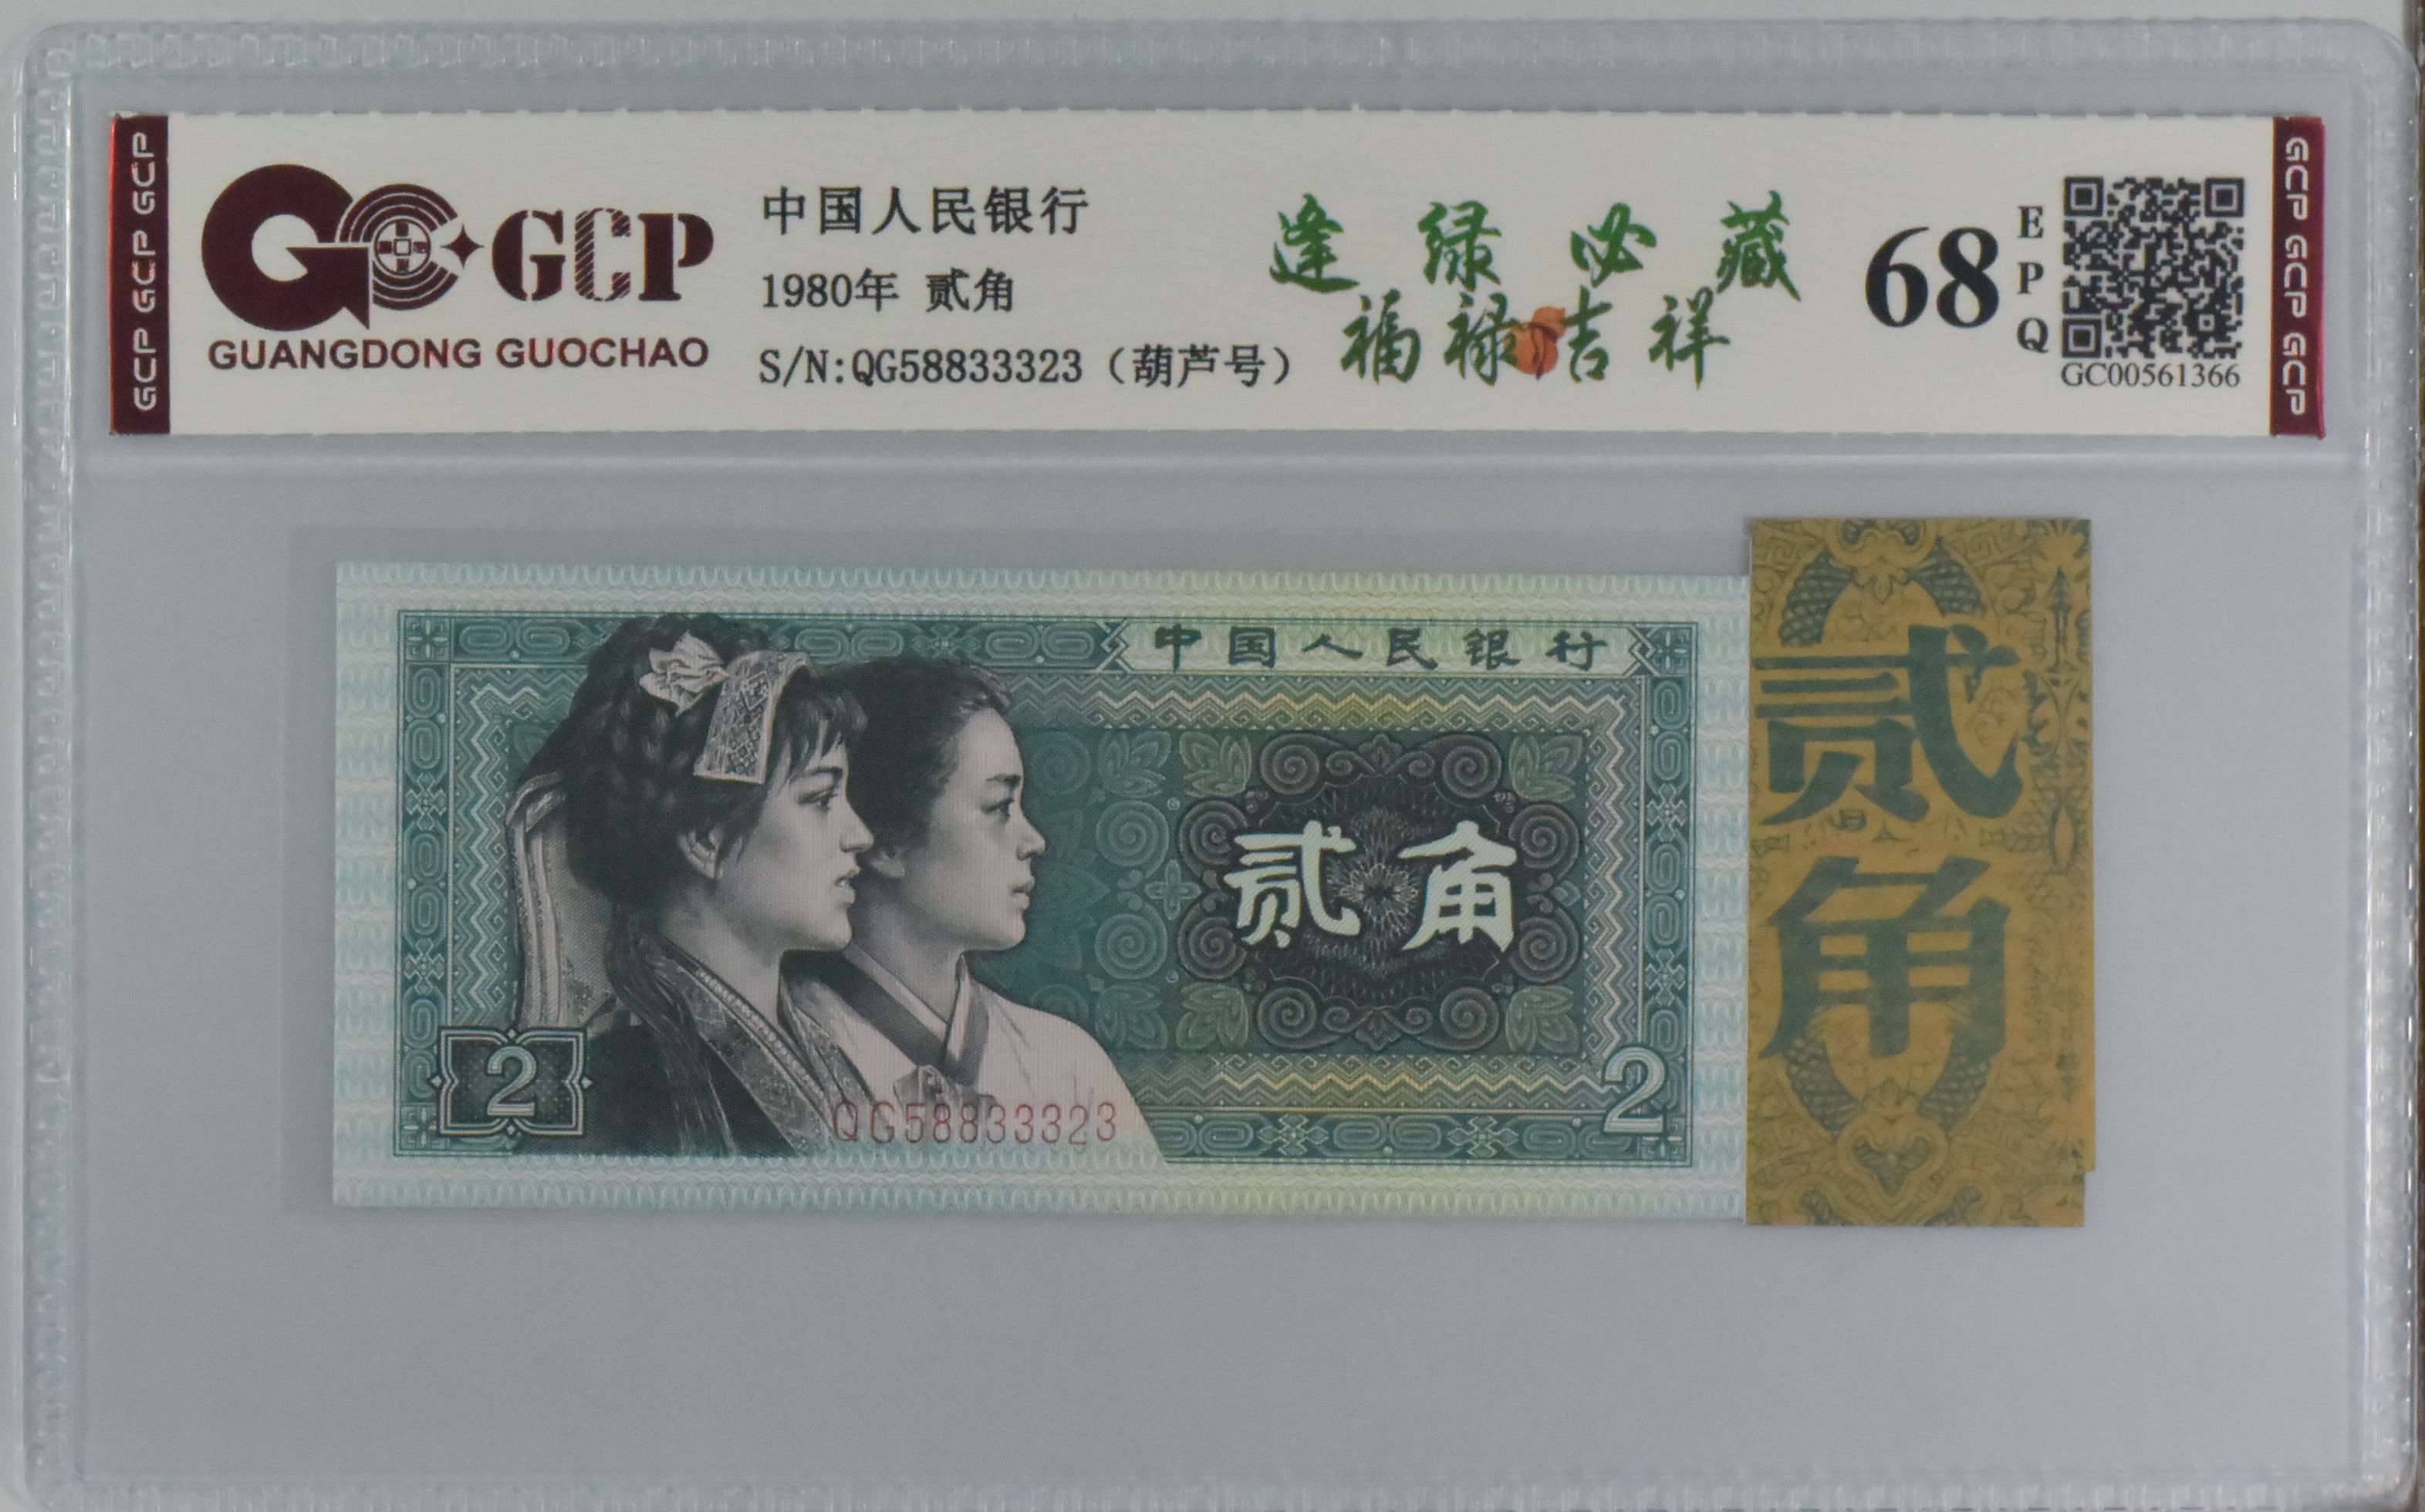 GCP GCP GCP
GCP
GUANGDONG GUOCHAO
中国人民银行
1980年 贰角
S/N:QG58833323（葫芦号）
逢绿必藏
福禄吉祥
68
EPQ
GC00561366
GCP GCP GCP
中国人民银行
贰角
2
QG58833323
2
贰角